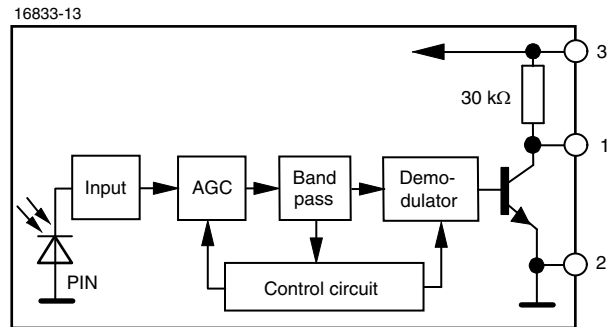 16833-13
3
30 kΩ
1
Input
AGC
Band
pass
Demo-
dulator
2
PIN
Control circuit